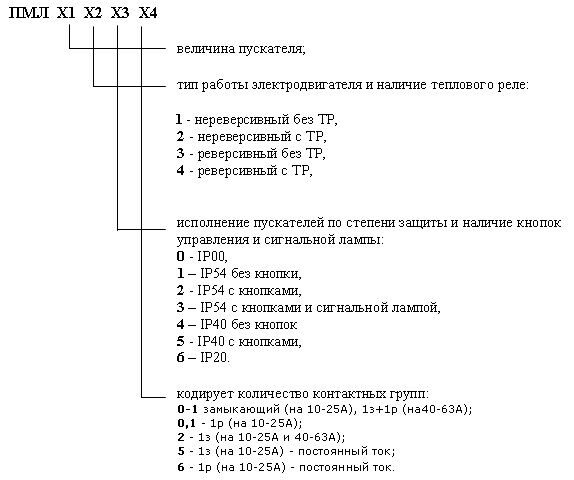 ПМЛ X1 X2 X3 X4
величина пускателя;
тип работы электродвигателя и наличие теплового реле:
1 - нереверсивный без ТР,
2 - нереверсивный с ТР,
3 - реверсивный без ТР,
4 - реверсивный с ТР,
исполнение пускателей по степени защиты и наличие кнопок
управления и сигнальной лампы:
0 - IP00,
1 – IP54 без кнопки,
2 - IP54 с кнопками,
3 – IP54 с кнопками и сигнальной лампой,
4 – IP40 без кнопок
5 - IP40 с кнопками,
6 – IP20.
кодирует количество контактных групп:
0-1 замыкающий (на 10-25А), 1з+1р (на40-63А);
0,1 - 1р (на 10-25А);
2 - 1з (на 10-25А и 40-63А);
5 - 1з (на 10-25А) - постоянный ток;
6 - 1р (на 10-25А) - постоянный ток.